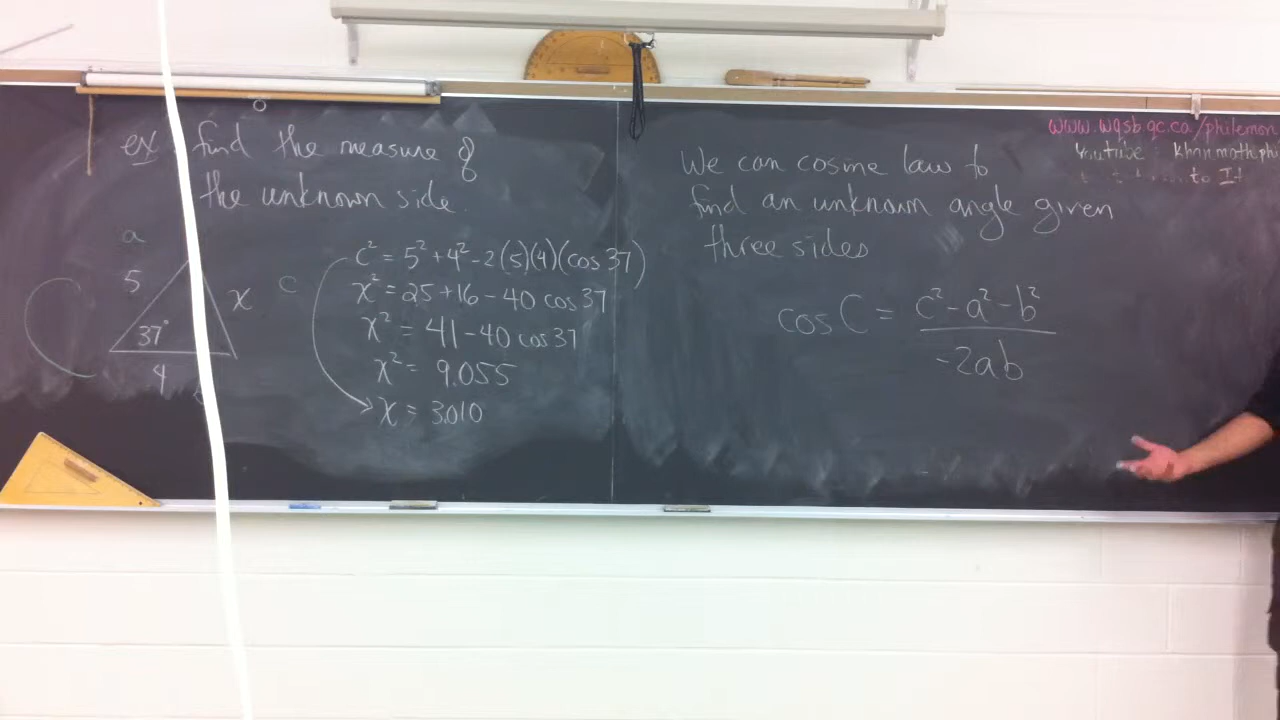 ex find the measure of
the unknown side.
a
5
x
c
37°
4
c² = 5² + 4² - 2(5)(4)(cos 37)
x² = 25 + 16 - 40 cos 37
x² = 41 - 40 cos 37
x² = 9.055
x = 3.010
www.wqsb.qc.ca/philemon
Youtube: khanmathphi
to It
We can cosine law to
find an unknown angle given
three sides
cos C = c² - a² - b²
-2ab